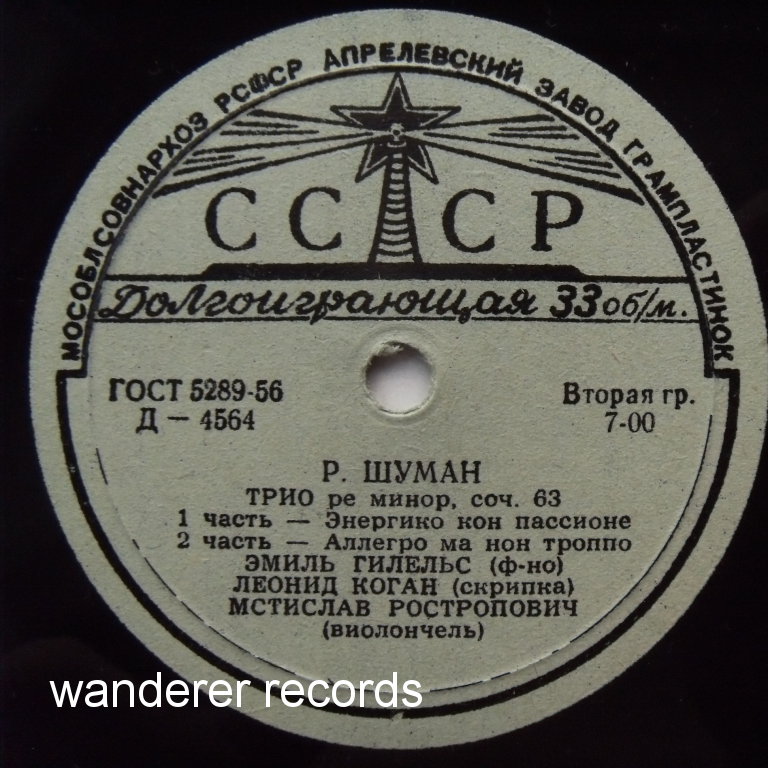 МОСОБЛСОВНАРХОЗ РСФСР АПРЕЛЕВСКИЙ ЗАВОД ГРАМПЛАСТИНОК
СССР
Долгоиграющая 33 об/м.
ГОСТ 5289-56
Д — 4564
Вторая гр.
7-00
Р. ШУМАН
ТРИО ре минор, соч. 63
1 часть — Энергико кон пассионе
2 часть — Аллегро ма нон троппо
ЭМИЛЬ ГИЛЕЛЬС (ф-но)
ЛЕОНИД КОГАН (скрипка)
МСТИСЛАВ РОСТРОПОВИЧ
(виолончель)
wanderer records